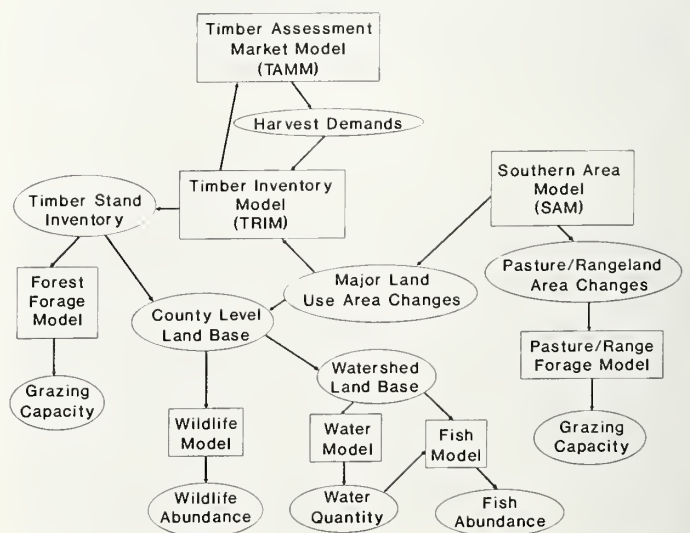 Timber Assessment
Market Model
(TAMM)
Harvest Demands
Timber Stand
Inventory
Timber Inventory
Model
(TRIM)
Southern Area
Model
(SAM)
Forest
Forage
Model
County Level
Land Base
Major Land
Use Area Changes
Pasture/Rangeland
Area Changes
Grazing
Capacity
Watershed
Land Base
Pasture/Range
Forage Model
Wildlife
Model
Water
Model
Fish
Model
Grazing
Capacity
Wildlife
Abundance
Water
Quantity
Fish
Abundance